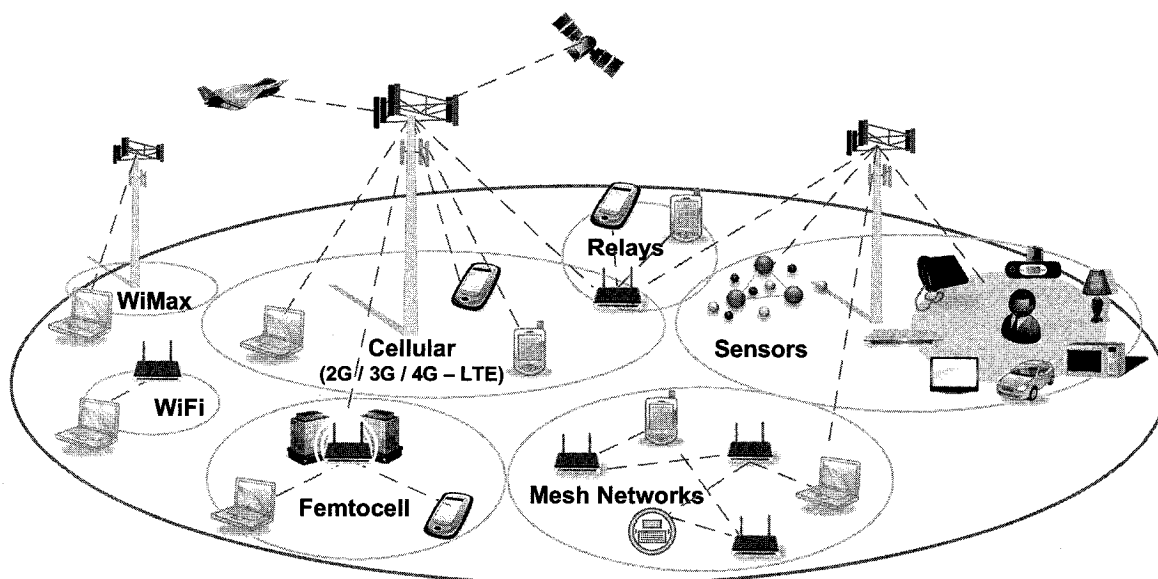 Relays
WiMax
Cellular
(2G / 3G / 4G – LTE)
Sensors
WiFi
Femtocell
Mesh Networks